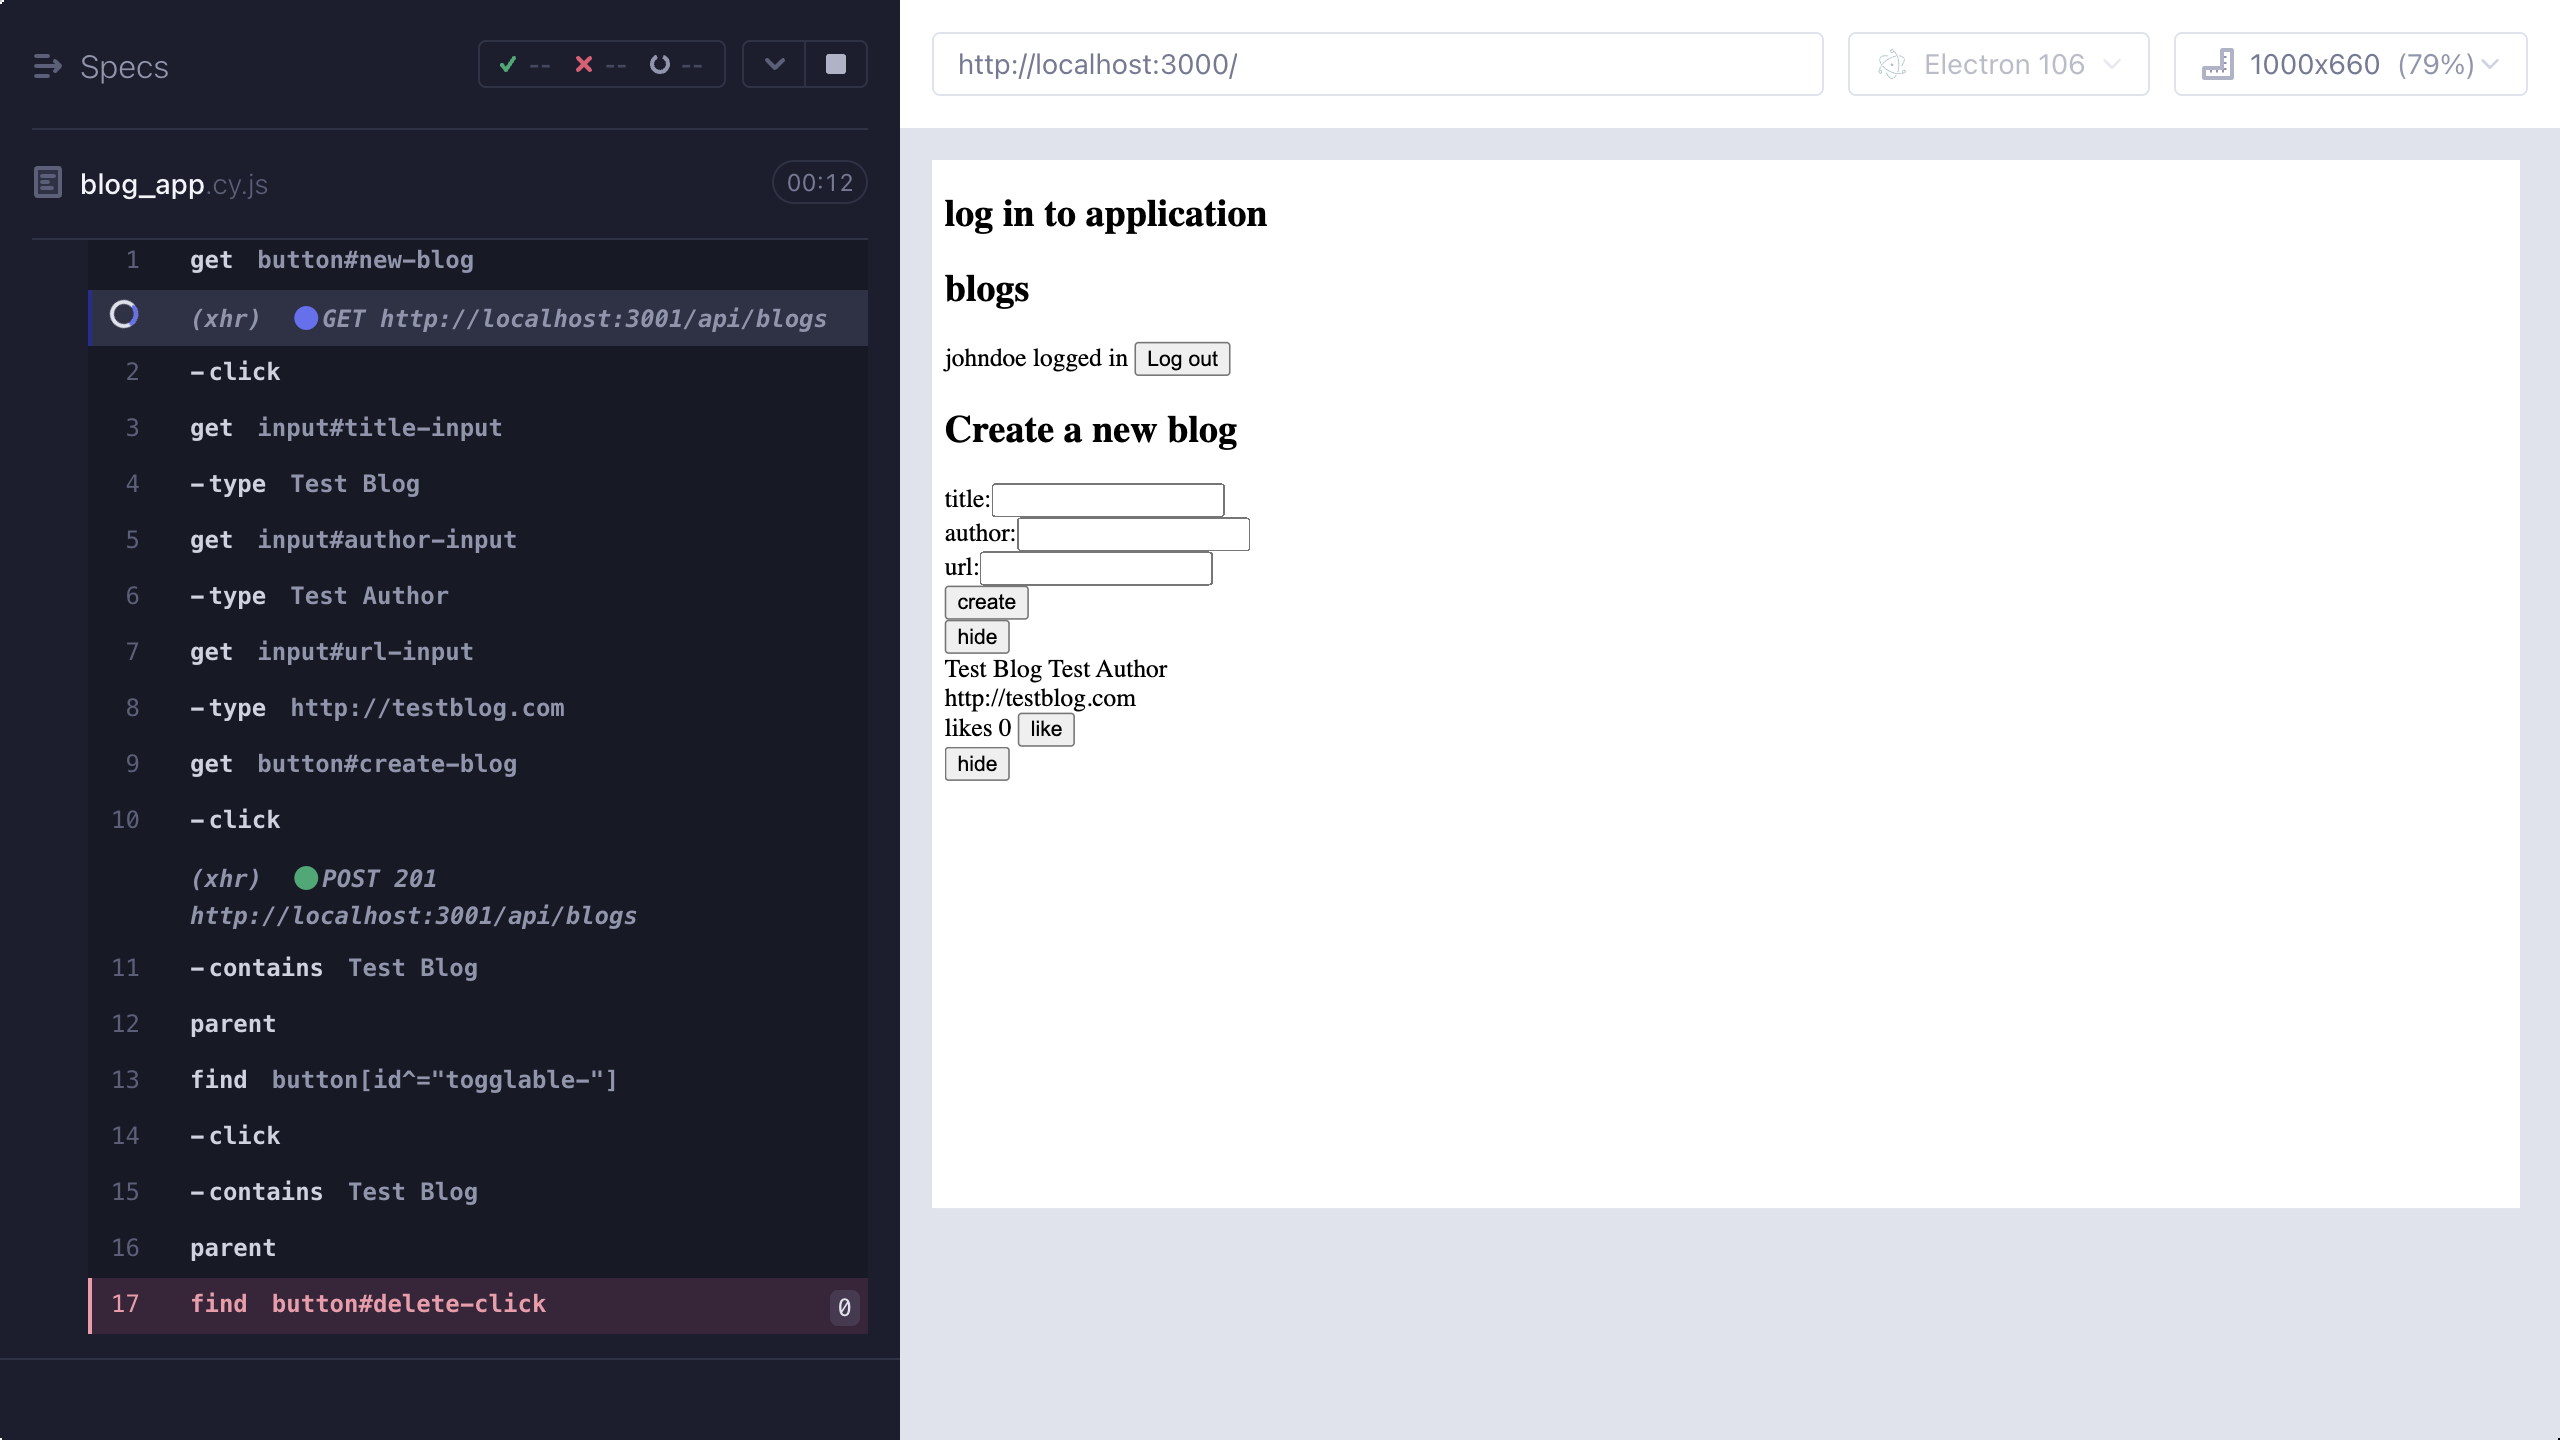 Specs
-- -- --
blog_app.cy.js 00:12
1 get button#new-blog
(xhr) GET http://localhost:3001/api/blogs
2 -click
3 get input#title-input
4 -type Test Blog
5 get input#author-input
6 -type Test Author
7 get input#url-input
8 -type http://testblog.com
9 get button#create-blog
10 -click
(xhr) POST 201
http://localhost:3001/api/blogs
11 -contains Test Blog
12 parent
13 find button[id^="togglable-"]
14 -click
15 -contains Test Blog
16 parent
17 find button#delete-click 0
http://localhost:3000/ Electron 106 1000x660 (79%)
log in to application
blogs
johndoe logged in Log out
Create a new blog
title:
author:
url:
create
hide
Test Blog Test Author
http://testblog.com
likes 0 like
hide